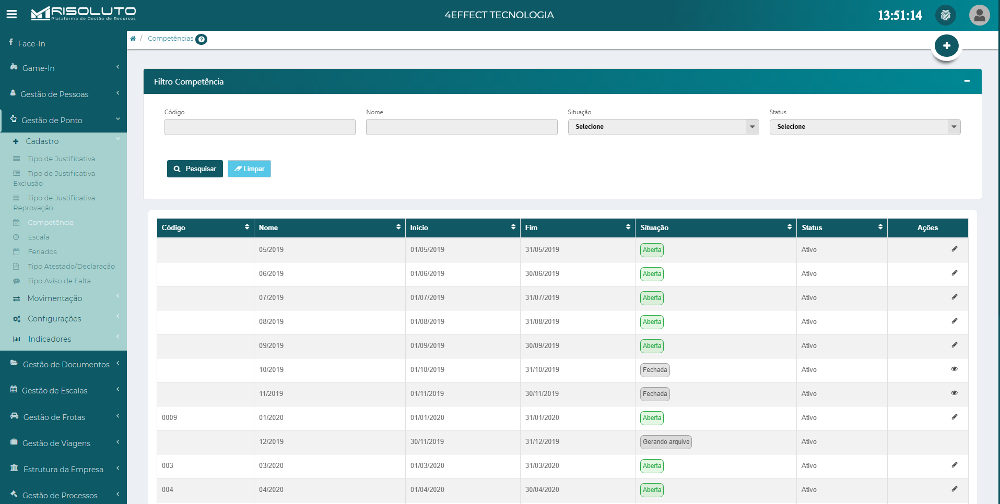 RISOLUTO
Plataforma de Gestão de Recursos
4EFFECT TECNOLOGIA
13:51:14
Face-In
Game-In
Gestão de Pessoas
Gestão de Ponto
Cadastro
Tipo de Justificativa
Tipo de Justificativa
Exclusão
Tipo de Justificativa
Reprovação
Competência
Escala
Feriados
Tipo Atestado/Declaração
Tipo Aviso de Falta
Movimentação
Configurações
Indicadores
Gestão de Documentos
Gestão de Escalas
Gestão de Frotas
Gestão de Viagens
Estrutura da Empresa
Gestão de Processos
/ Competências ?
Filtro Competência
Código Nome Situação Status
Selecione Selecione
Pesquisar Limpar
Código Nome Início Fim Situação Status Ações
05/2019 01/05/2019 31/05/2019 Aberta Ativo
06/2019 01/06/2019 30/06/2019 Aberta Ativo
07/2019 01/07/2019 31/07/2019 Aberta Ativo
08/2019 01/08/2019 31/08/2019 Aberta Ativo
09/2019 01/09/2019 30/09/2019 Aberta Ativo
10/2019 01/10/2019 31/10/2019 Fechada Ativo
11/2019 01/11/2019 30/11/2019 Fechada Ativo
0009 01/2020 01/01/2020 31/01/2020 Aberta Ativo
12/2019 30/11/2019 31/12/2019 Gerando arquivo Ativo
003 03/2020 01/03/2020 31/03/2020 Aberta Ativo
004 04/2020 01/04/2020 30/04/2020 Aberta Ativo